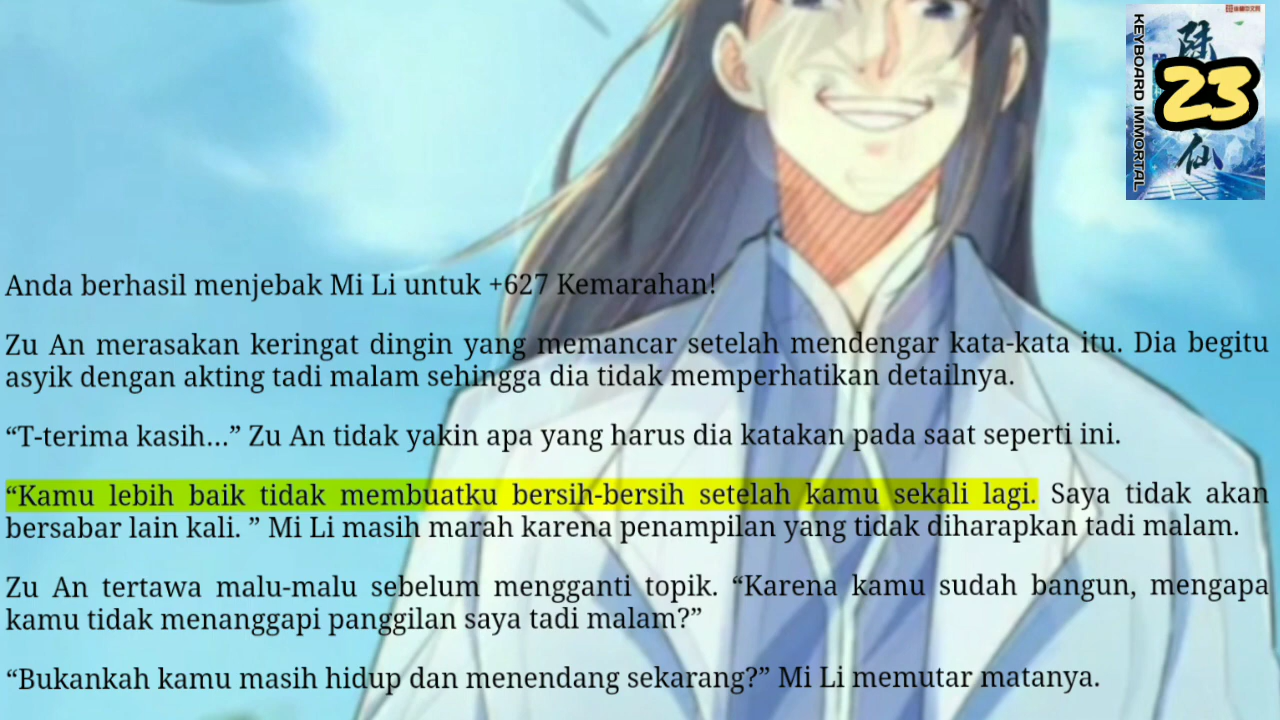 KEYBOARD IMMORTAL
陆
23
仙
Anda berhasil menjebak Mi Li untuk +627 Kemarahan!
Zu An merasakan keringat dingin yang memancar setelah mendengar kata-kata itu. Dia begitu
asyik dengan akting tadi malam sehingga dia tidak memperhatikan detailnya.
“T-terima kasih…” Zu An tidak yakin apa yang harus dia katakan pada saat seperti ini.
“Kamu lebih baik tidak membuatku bersih-bersih setelah kamu sekali lagi. Saya tidak akan
bersabar lain kali. ” Mi Li masih marah karena penampilan yang tidak diharapkan tadi malam.
Zu An tertawa malu-malu sebelum mengganti topik. “Karena kamu sudah bangun, mengapa
kamu tidak menanggapi panggilan saya tadi malam?”
“Bukankah kamu masih hidup dan menendang sekarang?” Mi Li memutar matanya.